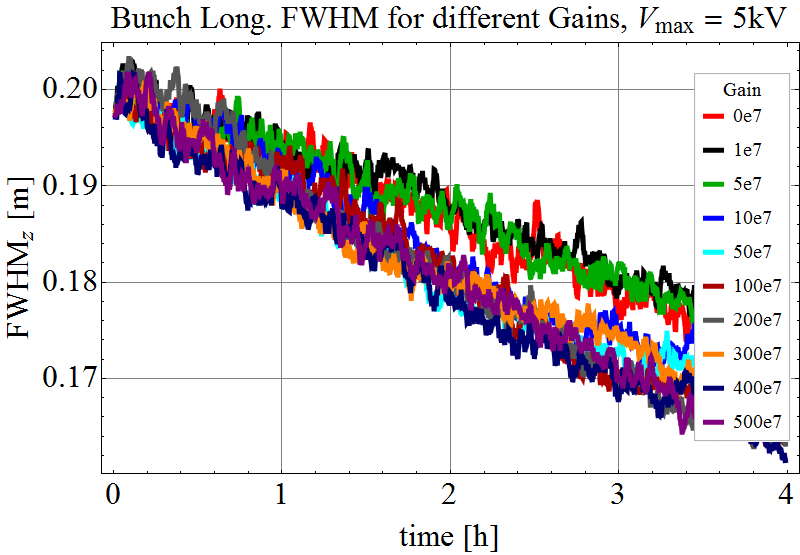 Bunch Long. FWHM for different Gains, Vmax = 5kV
0.20
0.19
0.18
0.17
FWHMz [m]
Gain
0e7
1e7
5e7
10e7
50e7
100e7
200e7
300e7
400e7
500e7
0 1 2 3 4
time [h]